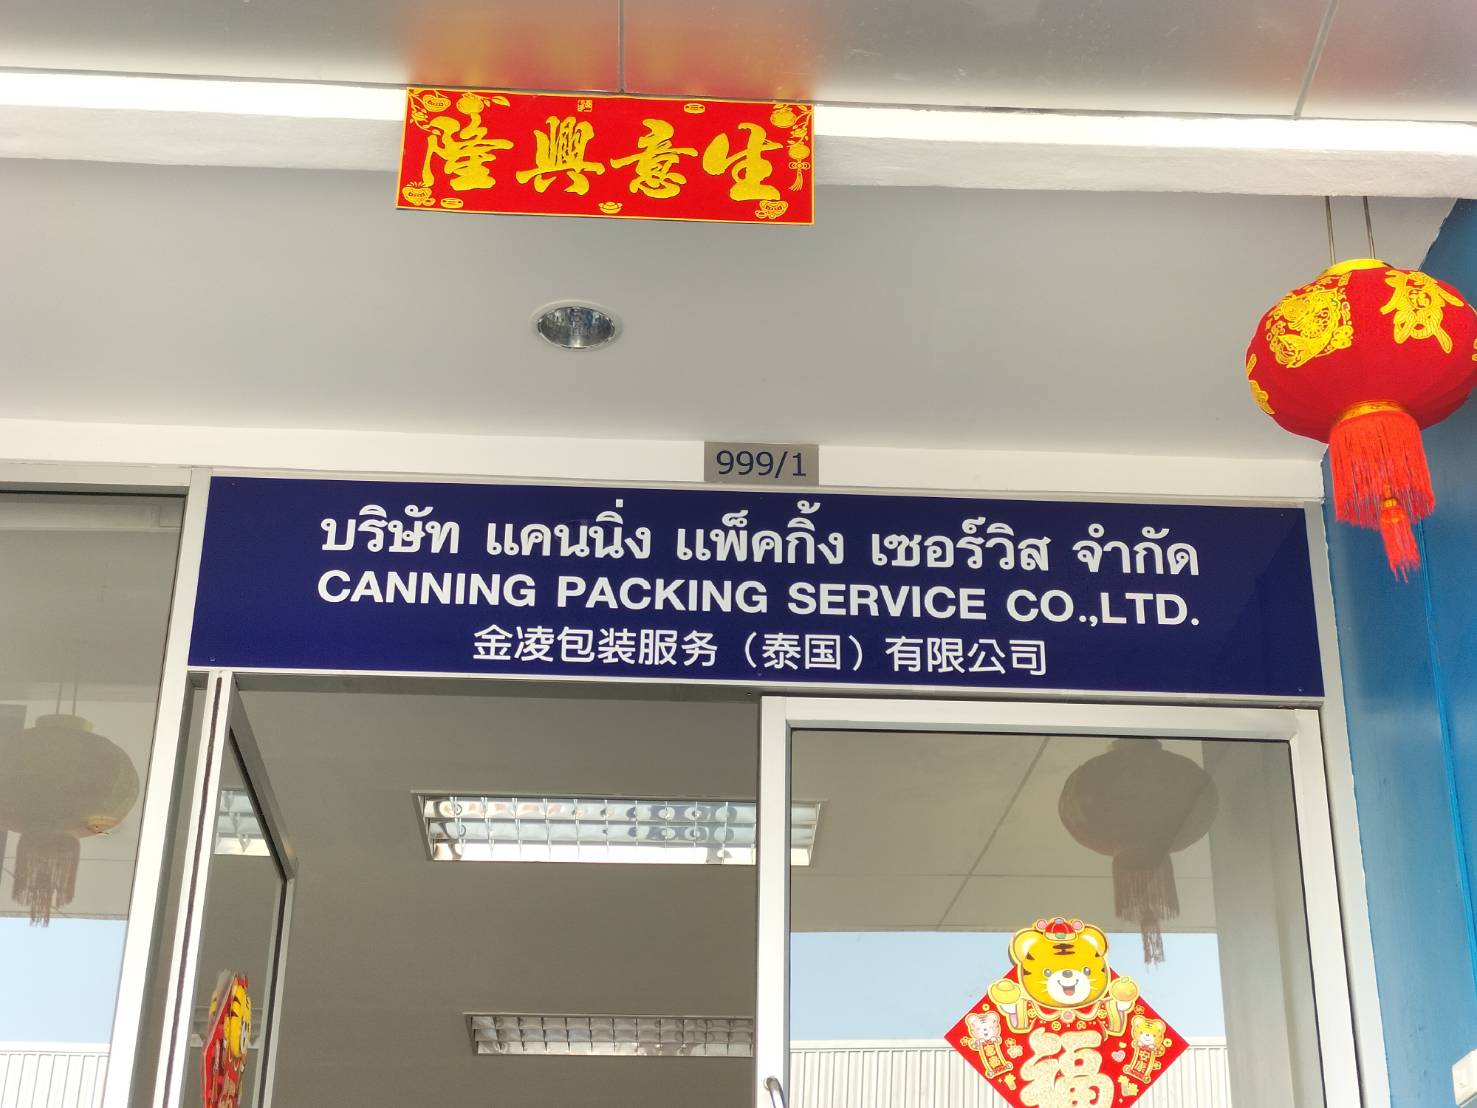 隆興意生
999/1
บริษัท แคนนิ่ง แพ็คกิ้ง เซอร์วิส จำกัด
CANNING PACKING SERVICE CO.,LTD.
金凌包装服务（泰国）有限公司
福